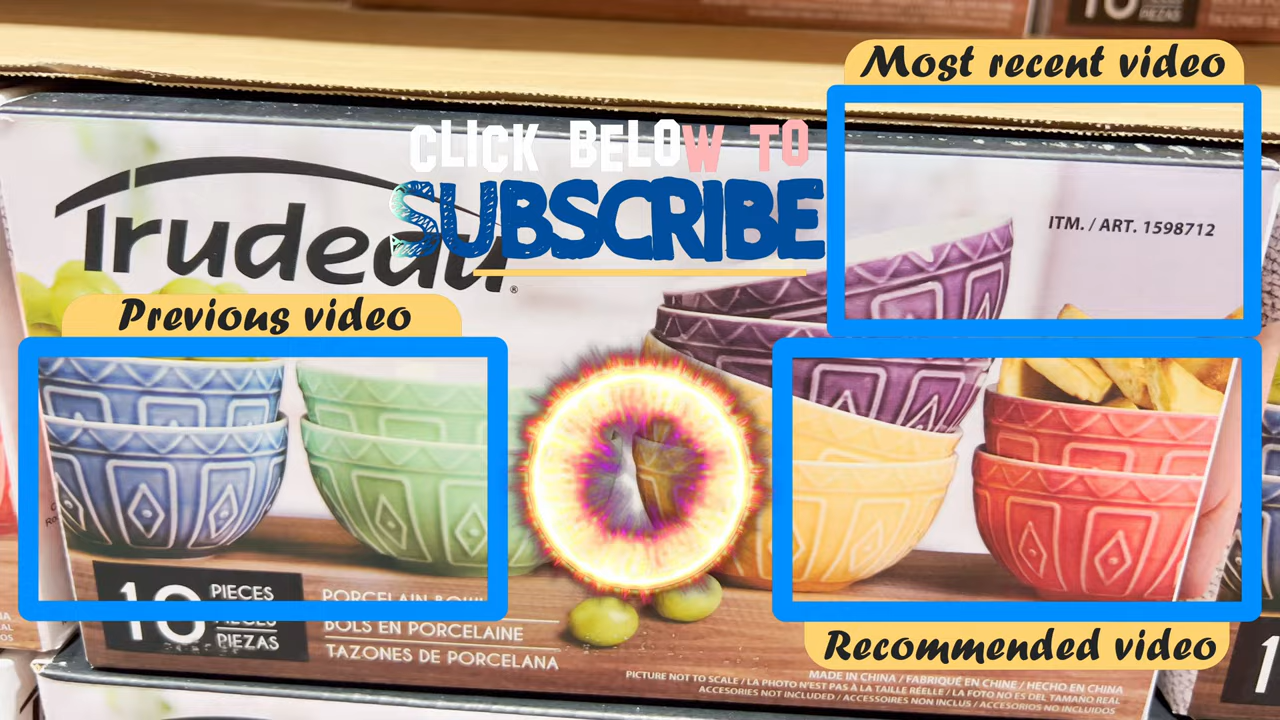 Most recent video
CLICK BELOW TO
SUBSCRIBE
Trudeau®
ITM. / ART. 1598712
Previous video
10 PIECES
PIÈCES
PIEZAS
PORCELAIN BOWLS
BOLS EN PORCELAINE
TAZONES DE PORCELANA
Recommended video
MADE IN CHINA / FABRIQUÉ EN CHINE / HECHO EN CHINA
PICTURE NOT TO SCALE / LA PHOTO N'EST PAS À LA TAILLE RÉELLE / LA FOTO NO ES DEL TAMAÑO REAL
ACCESORIES NOT INCLUDED / ACCESSOIRES NON INCLUS / ACCESORIOS NO INCLUIDOS